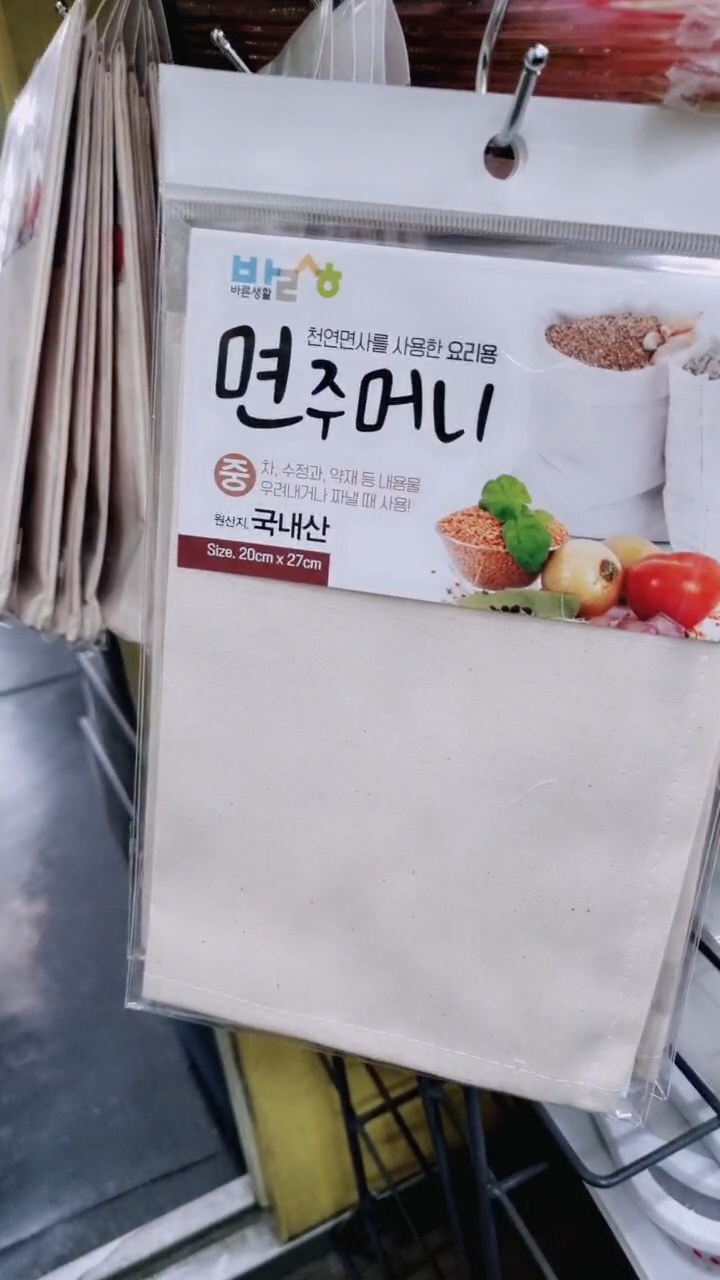 바른생활
천연면사를 사용한 요리용
면주머니
중
차, 수정과, 약재 등 내용물
우려내거나 짜낼 때 사용!
원산지. 국내산
Size. 20cm x 27cm